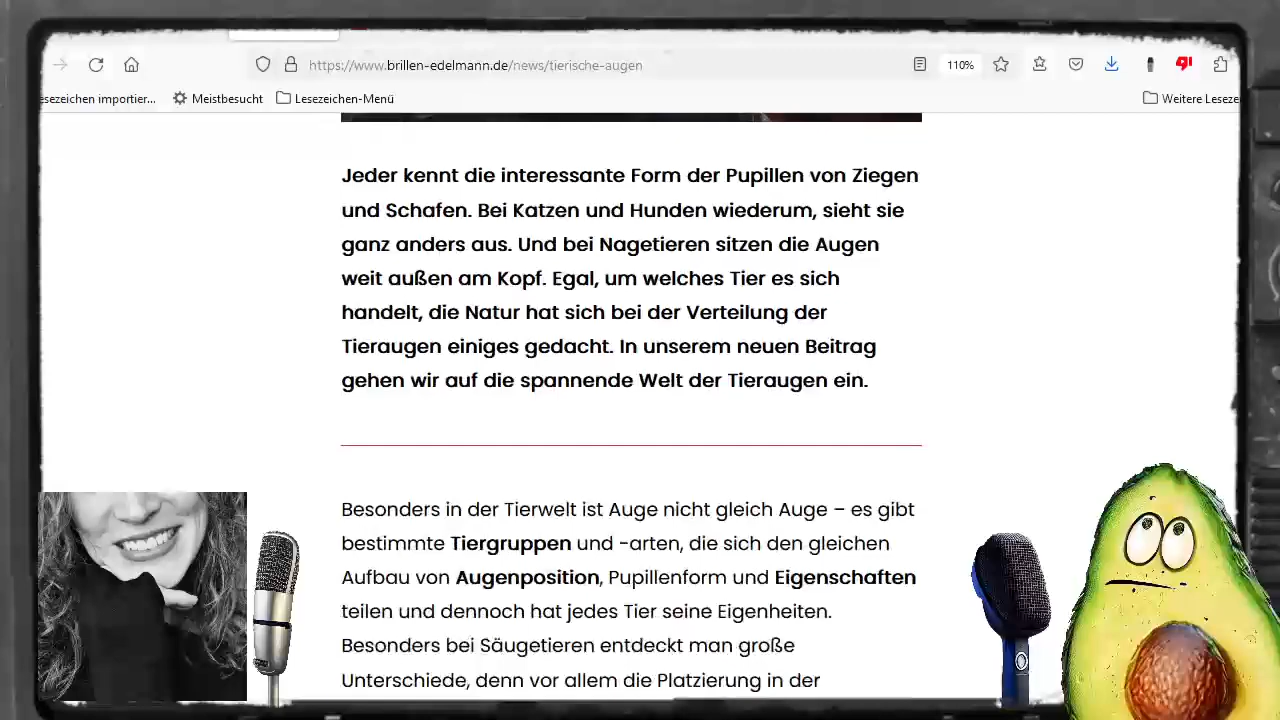 https://www.brillen-edelmann.de/news/tierische-augen
110%
esezeichen importier...
Meistbesucht
Lesezeichen-Menü
Weitere Leseze
Jeder kennt die interessante Form der Pupillen von Ziegen
und Schafen. Bei Katzen und Hunden wiederum, sieht sie
ganz anders aus. Und bei Nagetieren sitzen die Augen
weit außen am Kopf. Egal, um welches Tier es sich
handelt, die Natur hat sich bei der Verteilung der
Tieraugen einiges gedacht. In unserem neuen Beitrag
gehen wir auf die spannende Welt der Tieraugen ein.
Besonders in der Tierwelt ist Auge nicht gleich Auge – es gibt
bestimmte Tiergruppen und -arten, die sich den gleichen
Aufbau von Augenposition, Pupillenform und Eigenschaften
teilen und dennoch hat jedes Tier seine Eigenheiten.
Besonders bei Säugetieren entdeckt man große
Unterschiede, denn vor allem die Platzierung in der